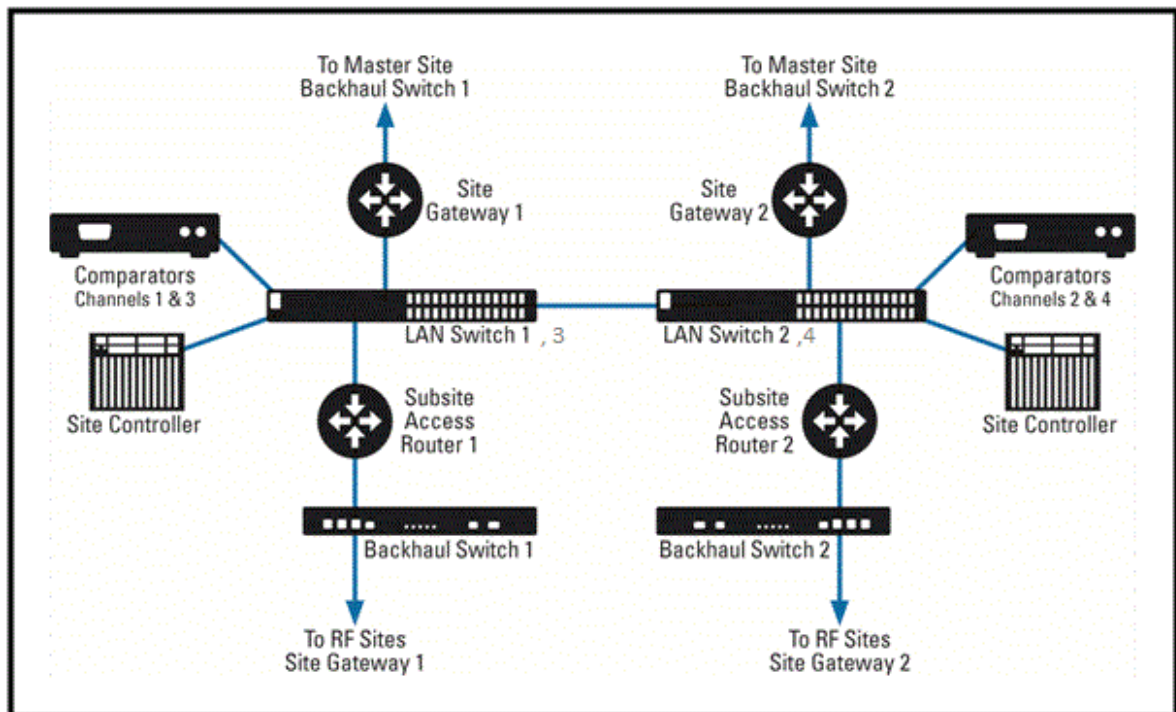 To Master Site
Backhaul Switch 1
To Master Site
Backhaul Switch 2
Site
Gateway 1
Site
Gateway 2
Comparators
Channels 1 & 3
Comparators
Channels 2 & 4
LAN Switch 1 , 3
LAN Switch 2 ,4
Site Controller
Subsite
Access
Router 1
Subsite
Access
Router 2
Site Controller
Backhaul Switch 1
Backhaul Switch 2
To RF Sites
Site Gateway 1
To RF Sites
Site Gateway 2